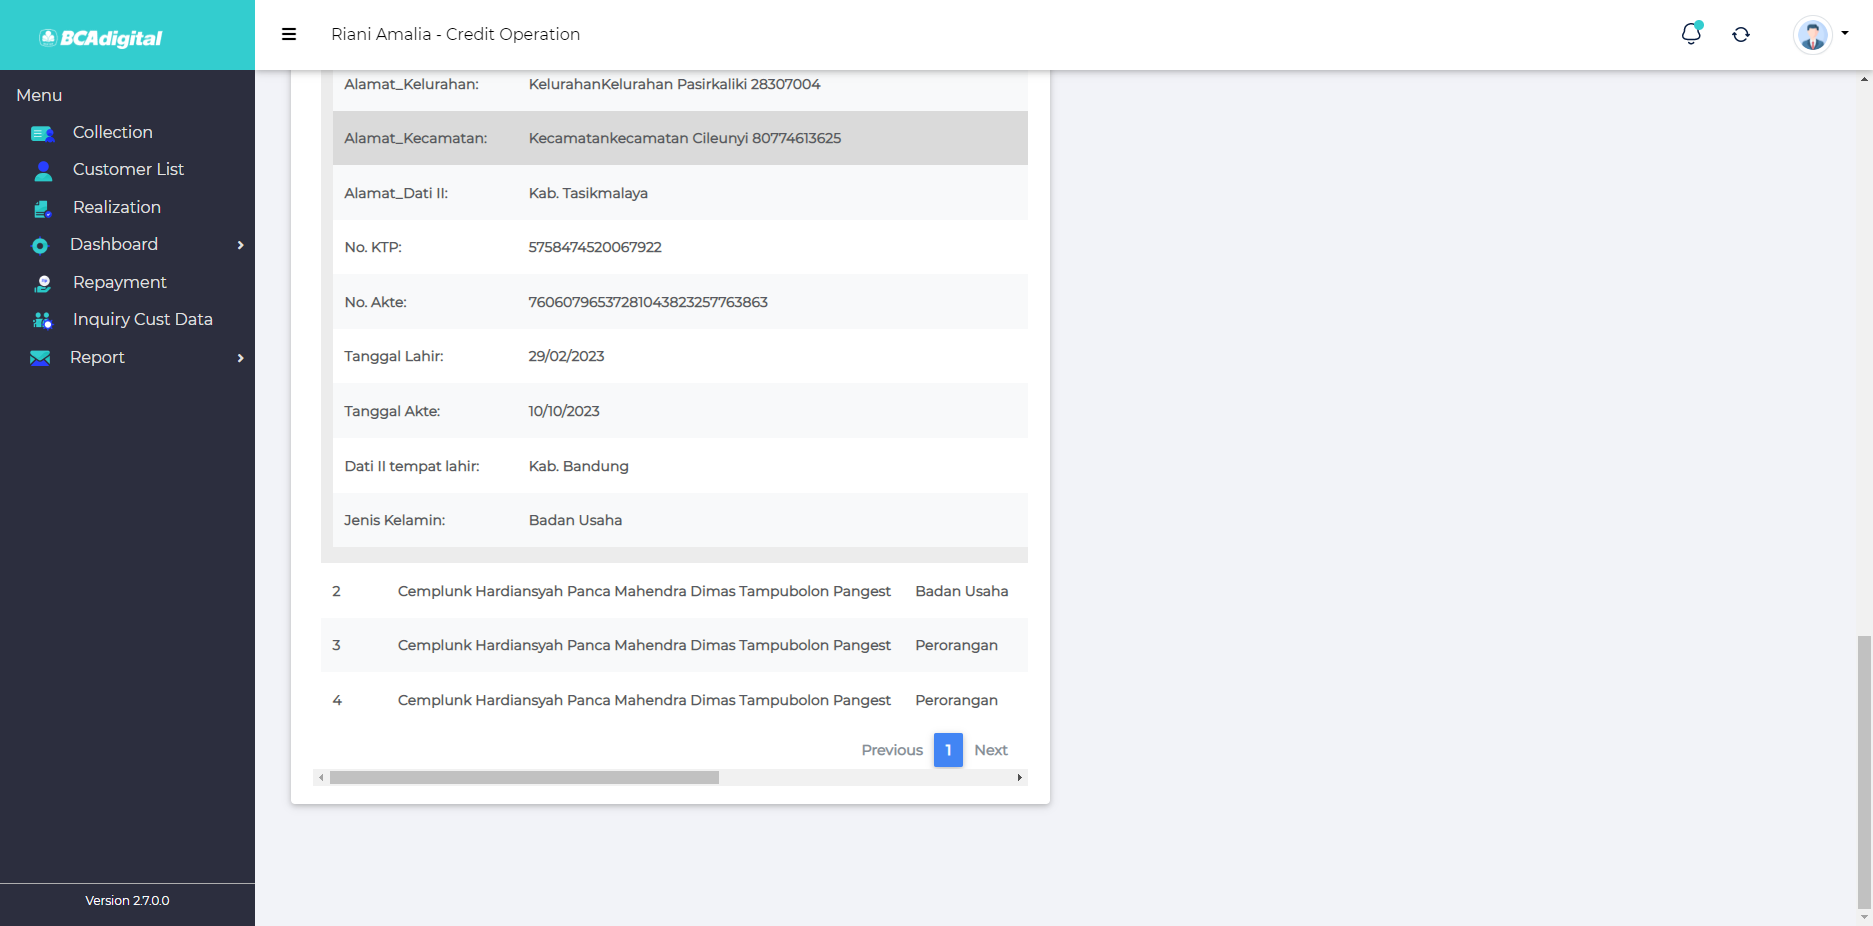 BCAdigital
Riani Amalia - Credit Operation
Menu
Collection
Customer List
Realization
Dashboard
Repayment
Inquiry Cust Data
Report
Version 2.7.0.0
Alamat_Kelurahan: KelurahanKelurahan Pasirkaliki 28307004
Alamat_Kecamatan: Kecamatankecamatan Cileunyi 80774613625
Alamat_Dati II: Kab. Tasikmalaya
No. KTP: 5758474520067922
No. Akte: 760607965372810438232577638​63
Tanggal Lahir: 29/02/2023
Tanggal Akte: 10/10/2023
Dati II tempat lahir: Kab. Bandung
Jenis Kelamin: Badan Usaha
2 Cemplunk Hardiansyah Panca Mahendra Dimas Tampubolon Pangest Badan Usaha
3 Cemplunk Hardiansyah Panca Mahendra Dimas Tampubolon Pangest Perorangan
4 Cemplunk Hardiansyah Panca Mahendra Dimas Tampubolon Pangest Perorangan
Previous 1 Next